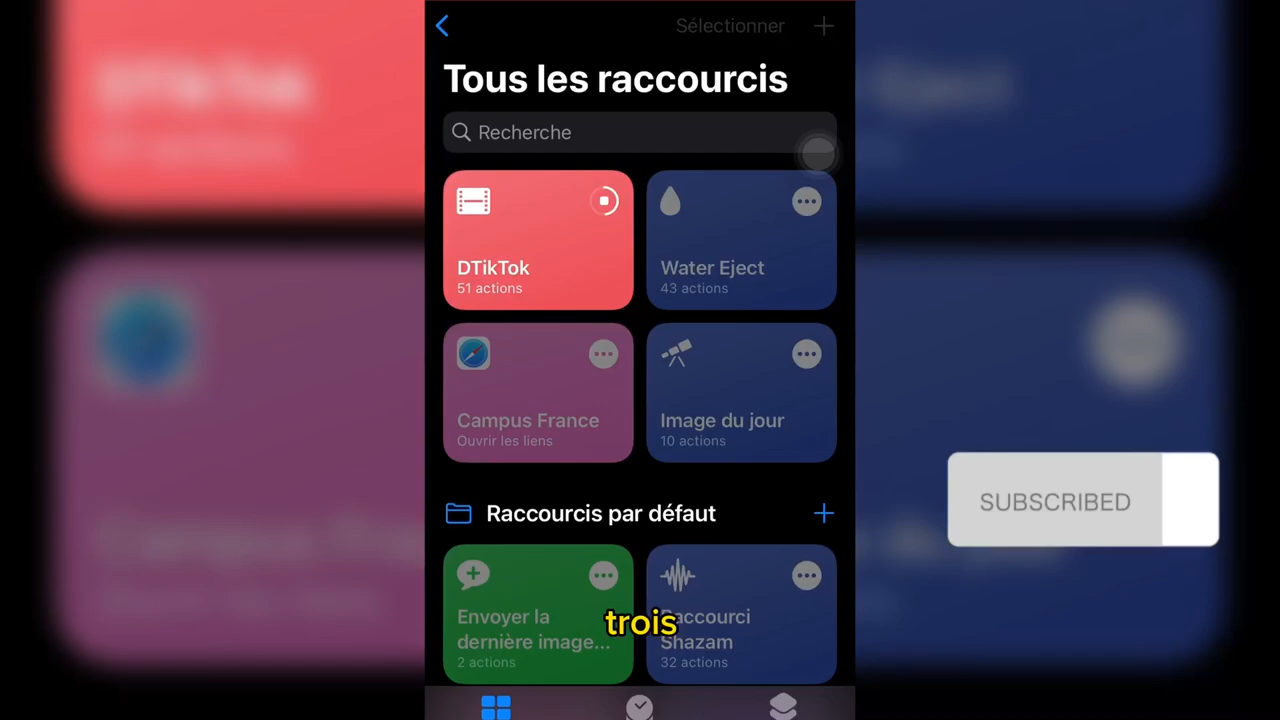 Sélectionner
Tous les raccourcis
Recherche
DTikTok
51 actions
Water Eject
43 actions
Campus France
Ouvrir les liens
Image du jour
10 actions
SUBSCRIBED
Raccourcis par défaut
Envoyer la
dernière image...
2 actions
trois
Raccourci
Shazam
32 actions